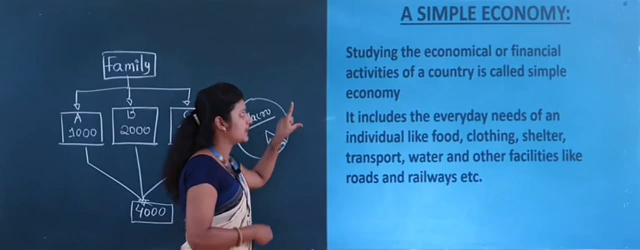 Family
A
B
1000
2000
4000
A SIMPLE ECONOMY:
Studying the economical or financial
activities of a country is called simple
economy
It includes the everyday needs of an
individual like food, clothing, shelter,
transport, water and other facilities like
roads and railways etc.